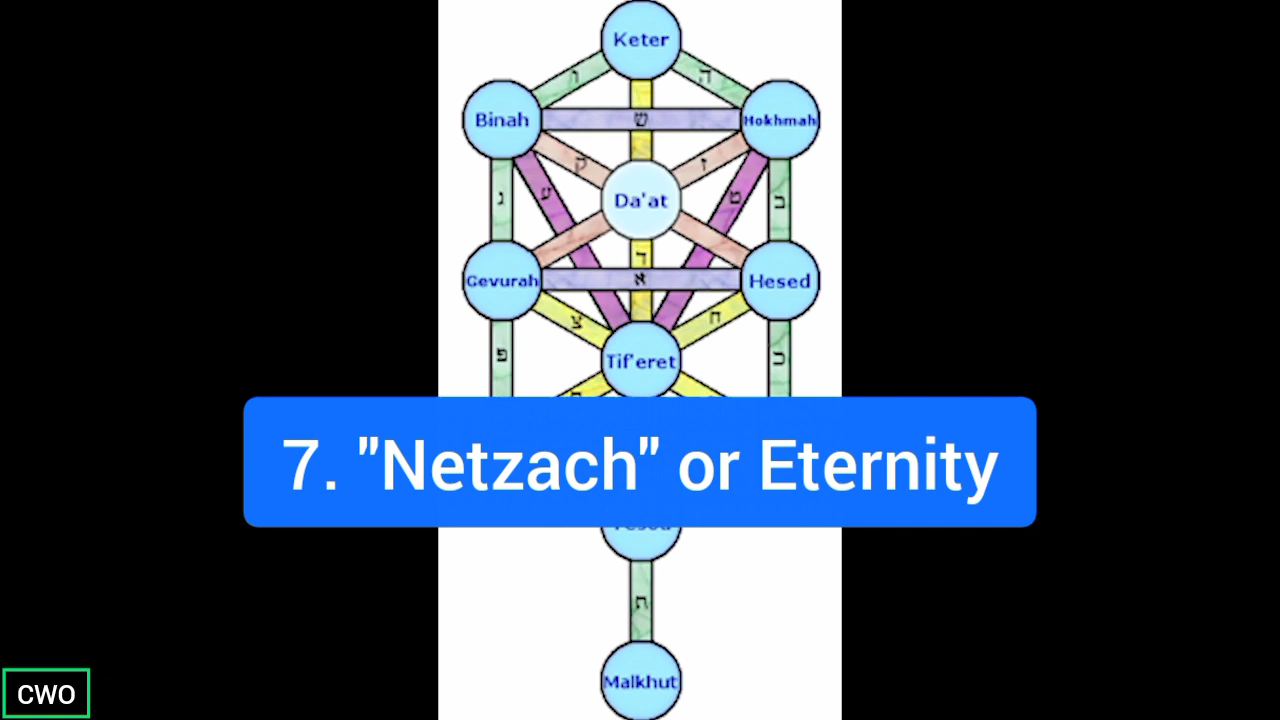 Keter
ו
ה
Binah
ש
Hokhmah
ק
ז
ג
ע
Da'at
ט
כ
ד
Gevurah
א
Hesed
צ
ח
פ
Tif'eret
כ
7. "Netzach" or Eternity
ת
Malkhut
CWO